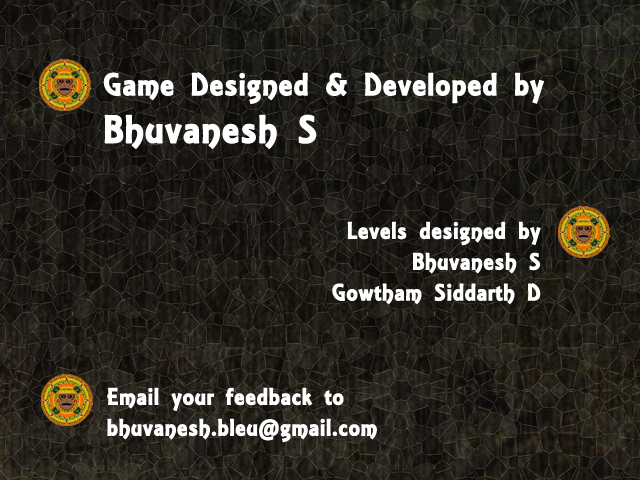 Game Designed & Developed by
Bhuvanesh S
Levels designed by
Bhuvanesh S
Gowtham Siddarth D
Email your feedback to
bhuvanesh.bleu@gmail.com